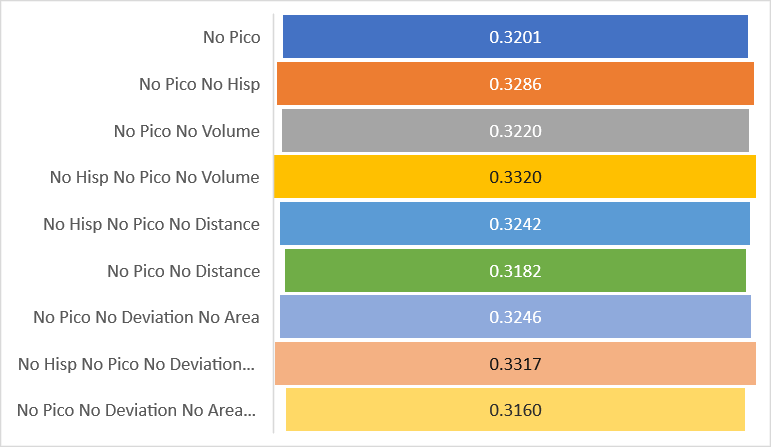 No Pico 0.3201
No Pico No Hisp 0.3286
No Pico No Volume 0.3220
No Hisp No Pico No Volume 0.3320
No Hisp No Pico No Distance 0.3242
No Pico No Distance 0.3182
No Pico No Deviation No Area 0.3246
No Hisp No Pico No Deviation... 0.3317
No Pico No Deviation No Area... 0.3160